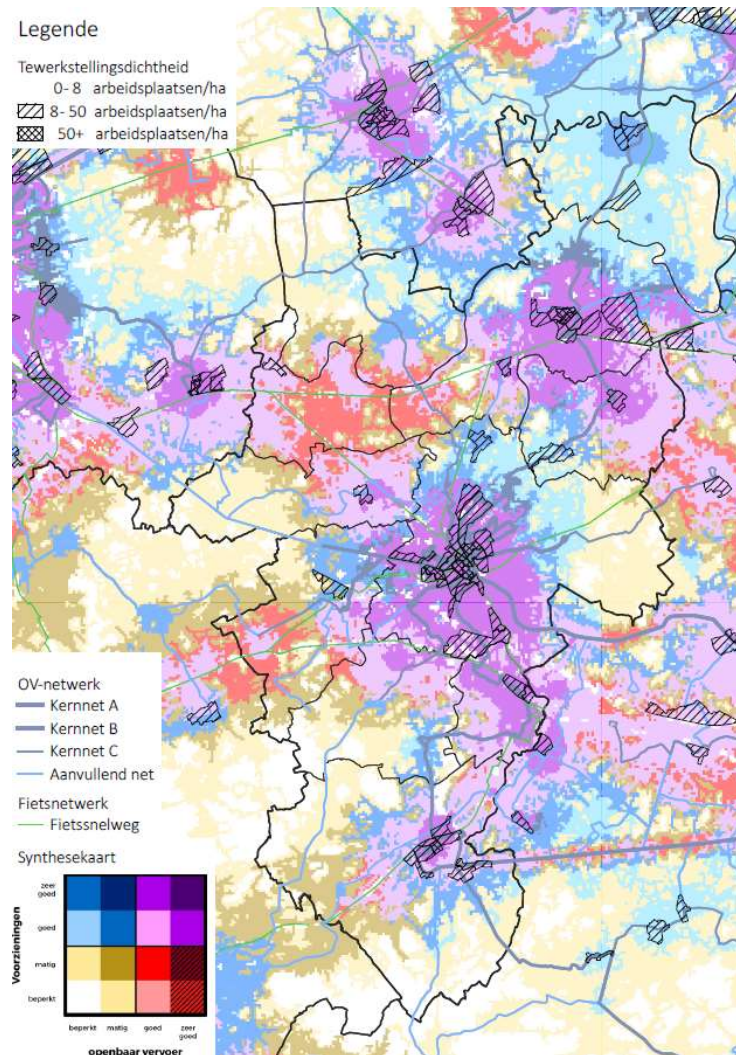 Legende
Tewerkstellingsdichtheid
0- 8 arbeidsplaatsen/ha
8- 50 arbeidsplaatsen/ha
50+ arbeidsplaatsen/ha
OV-netwerk
Kernnet A
Kernnet B
Kernnet C
Aanvullend net
Fietsnetwerk
Fietssnelweg
Synthesekaart
Voorzieningen
zeer
goed
goed
matig
beperkt
beperkt matig goed zeer
goed
openbaar vervoer